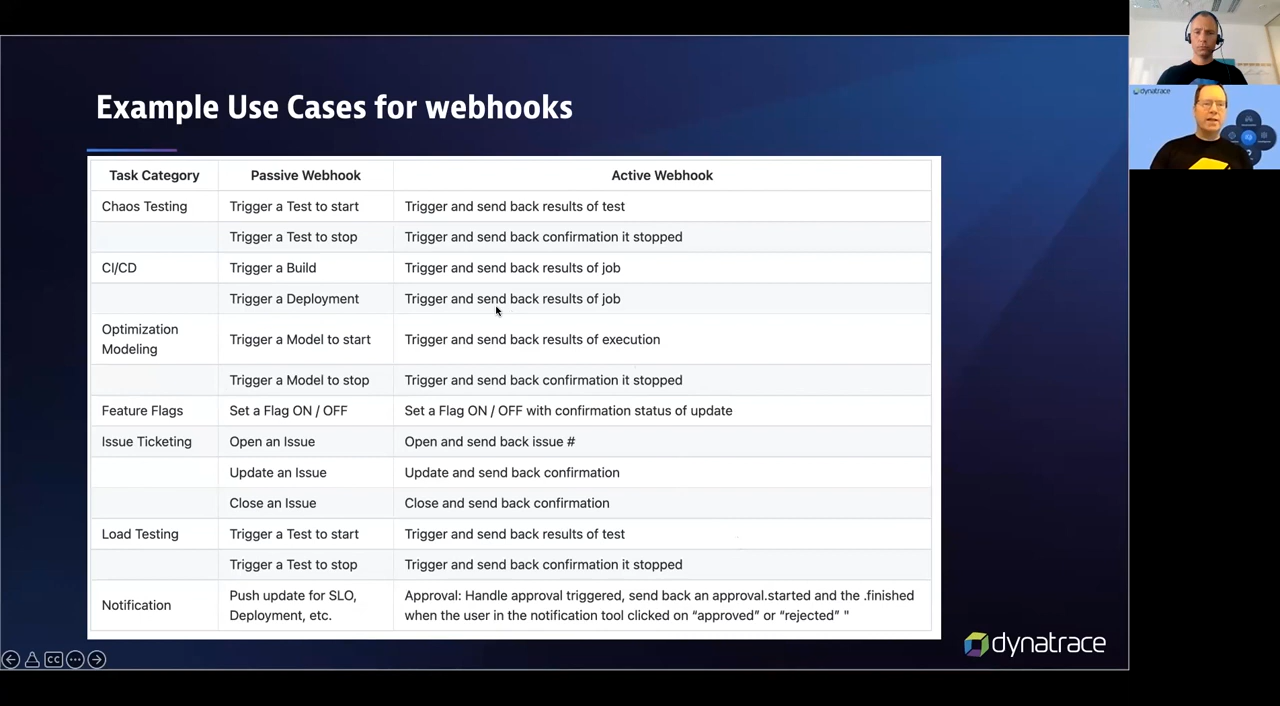 Example Use Cases for webhooks
Task Category Passive Webhook Active Webhook
Chaos Testing Trigger a Test to start Trigger and send back results of test
Trigger a Test to stop Trigger and send back confirmation it stopped
CI/CD Trigger a Build Trigger and send back results of job
Trigger a Deployment Trigger and send back results of job
Optimization
Modeling Trigger a Model to start Trigger and send back results of execution
Trigger a Model to stop Trigger and send back confirmation it stopped
Feature Flags Set a Flag ON / OFF Set a Flag ON / OFF with confirmation status of update
Issue Ticketing Open an Issue Open and send back issue #
Update an Issue Update and send back confirmation
Close an Issue Close and send back confirmation
Load Testing Trigger a Test to start Trigger and send back results of test
Trigger a Test to stop Trigger and send back confirmation it stopped
Notification Push update for SLO,
Deployment, etc. Approval: Handle approval triggered, send back an approval.started and the .finished
when the user in the notification tool clicked on “approved” or “rejected” "
dynatrace
CC
dynatrace